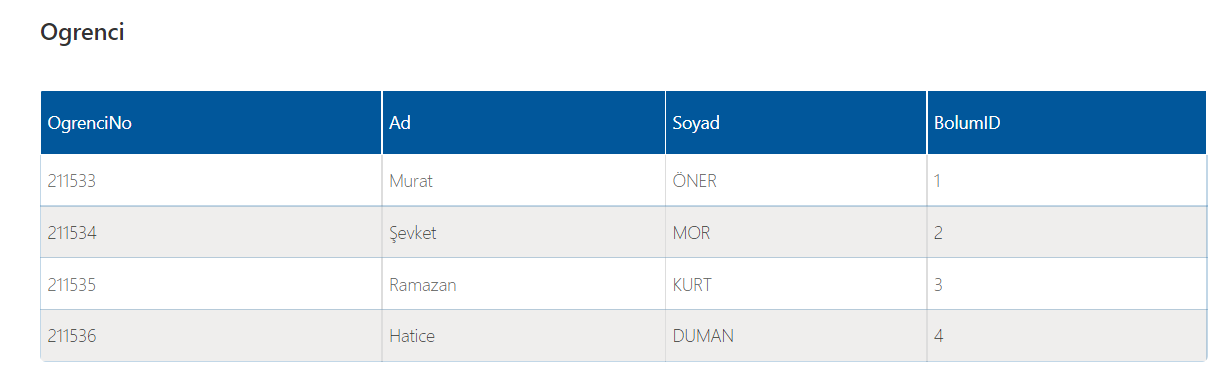 Ogrenci
OgrenciNo Ad Soyad BolumID
211533 Murat ÖNER 1
211534 Şevket MOR 2
211535 Ramazan KURT 3
211536 Hatice DUMAN 4